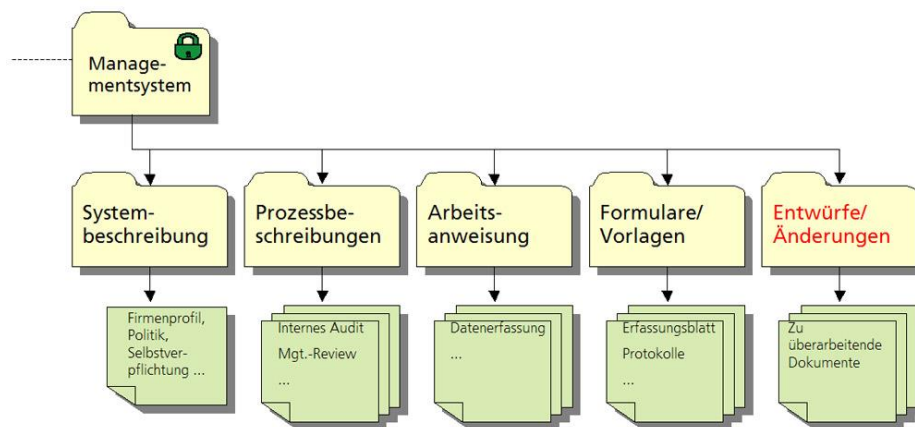 Manage-
mentsystem
System-
beschreibung
Prozessbe-
schreibungen
Arbeits-
anweisung
Formulare/
Vorlagen
Entwürfe/
Änderungen
Firmenprofil,
Politik,
Selbstver-
pflichtung ...
Internes Audit
Mgt.-Review
...
Datenerfassung
...
Erfassungsblatt
Protokolle
...
Zu
überarbeitende
Dokumente